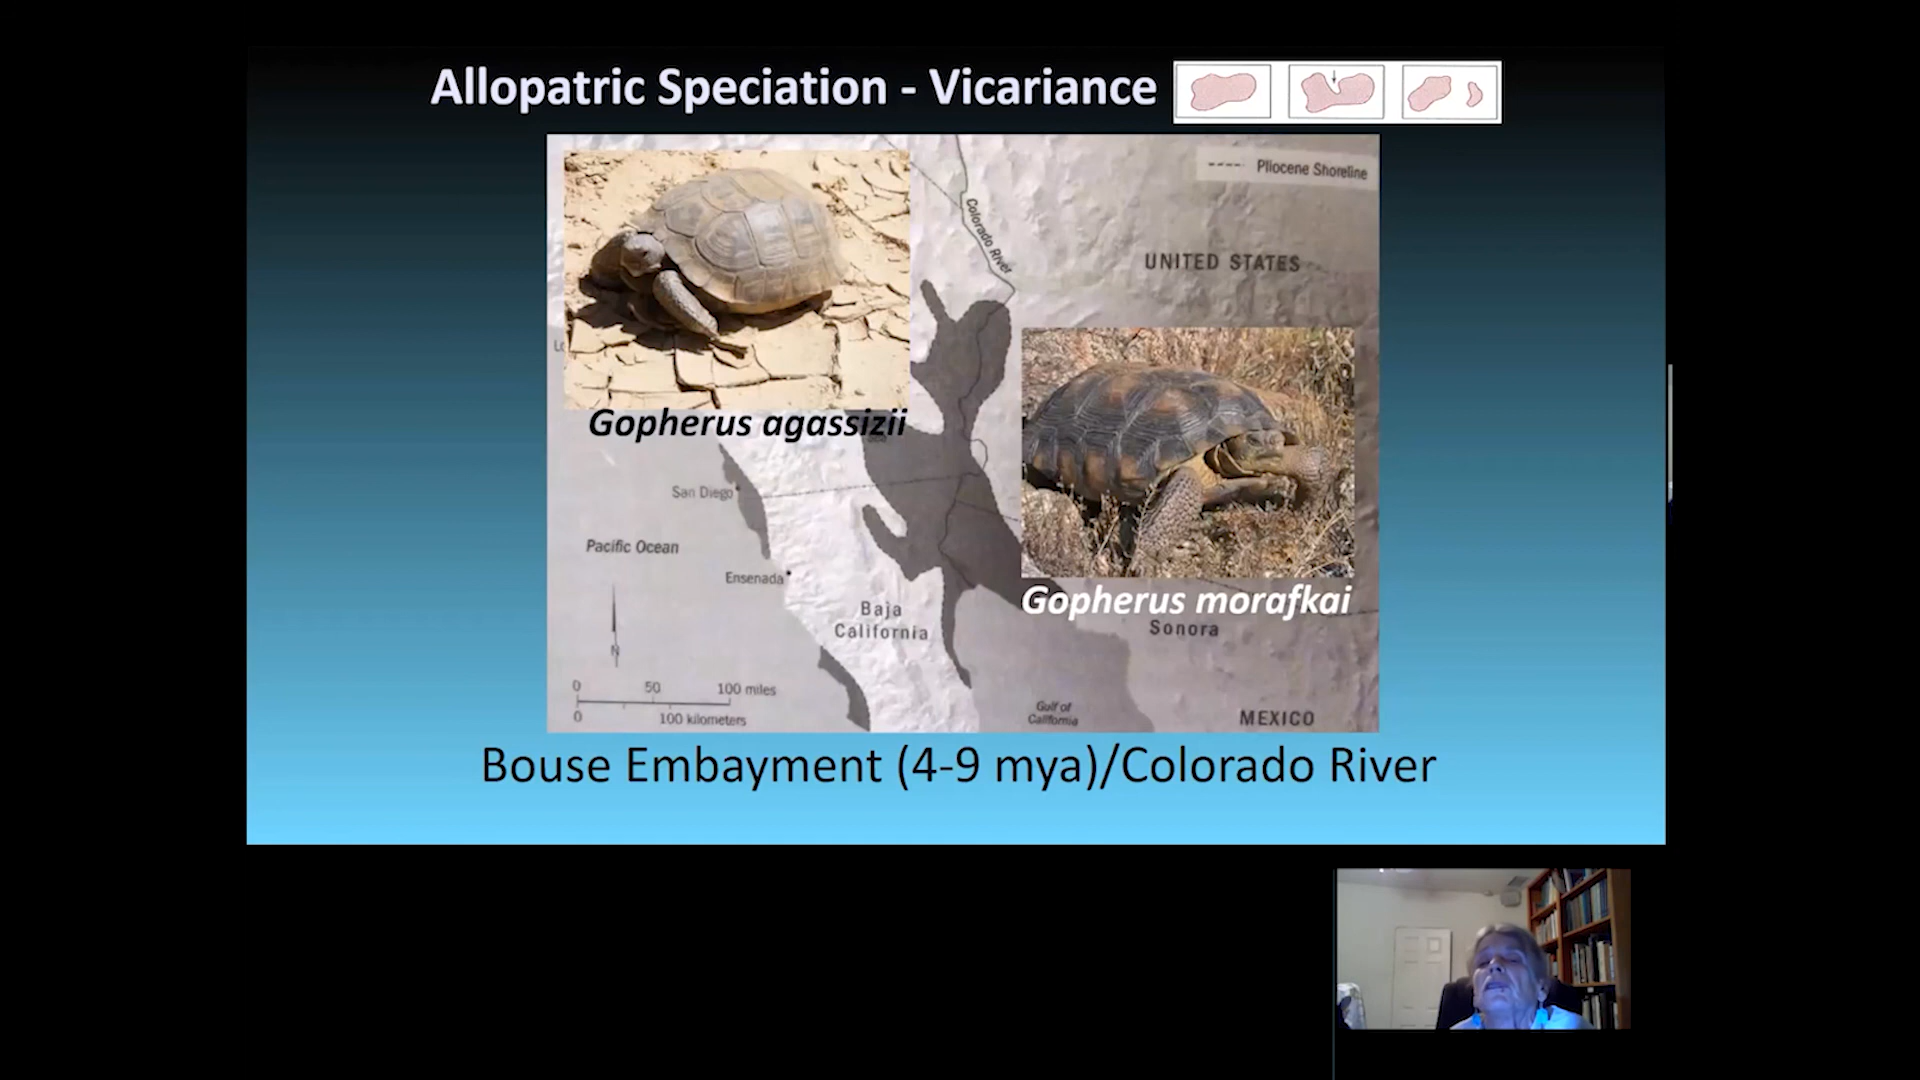 Allopatric Speciation - Vicariance
Pliocene Shoreline
Colorado River
UNITED STATES
Gopherus agassizii
San Diego
Pacific Ocean
Ensenada
Gopherus morafkai
Baja
California
Sonora
N
0 50 100 miles
0 100 kilometers
Gulf of
California
MEXICO
Bouse Embayment (4-9 mya)/Colorado River